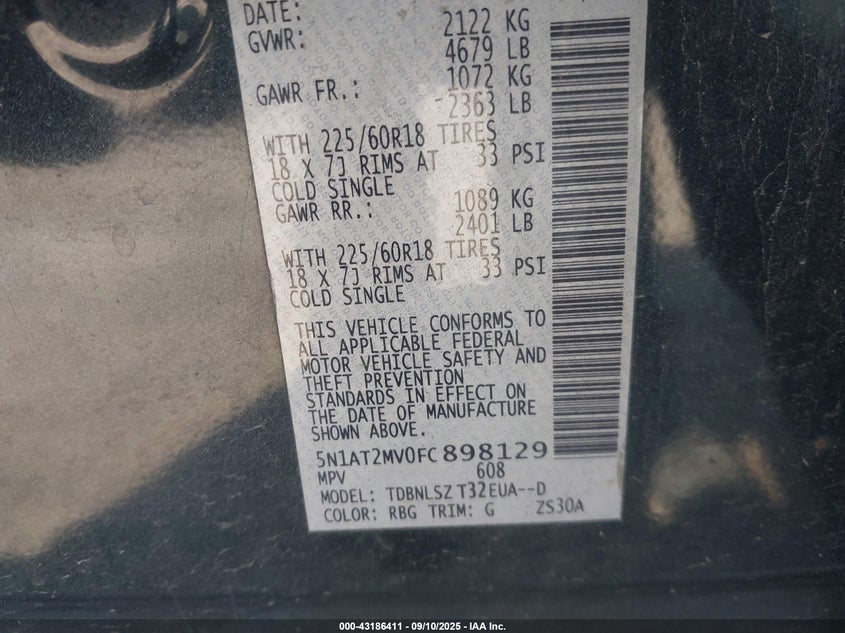 DATE:
GVWR: 2122 KG
4679 LB
GAWR FR.: 1072 KG
2363 LB
WITH 225/60R18 TIRES
18 X 7J RIMS AT 33 PSI
COLD SINGLE
GAWR RR.: 1089 KG
2401 LB
WITH 225/60R18 TIRES
18 X 7J RIMS AT 33 PSI
COLD SINGLE
THIS VEHICLE CONFORMS TO
ALL APPLICABLE FEDERAL
MOTOR VEHICLE SAFETY AND
THEFT PREVENTION
STANDARDS IN EFFECT ON
THE DATE OF MANUFACTURE
SHOWN ABOVE.
5N1AT2MV0FC898129
MPV 608
MODEL: TDBNLSZ T32EUA--D
COLOR: RBG TRIM: G ZS30A
000-43186411 - 09/10/2025 - IAA Inc.